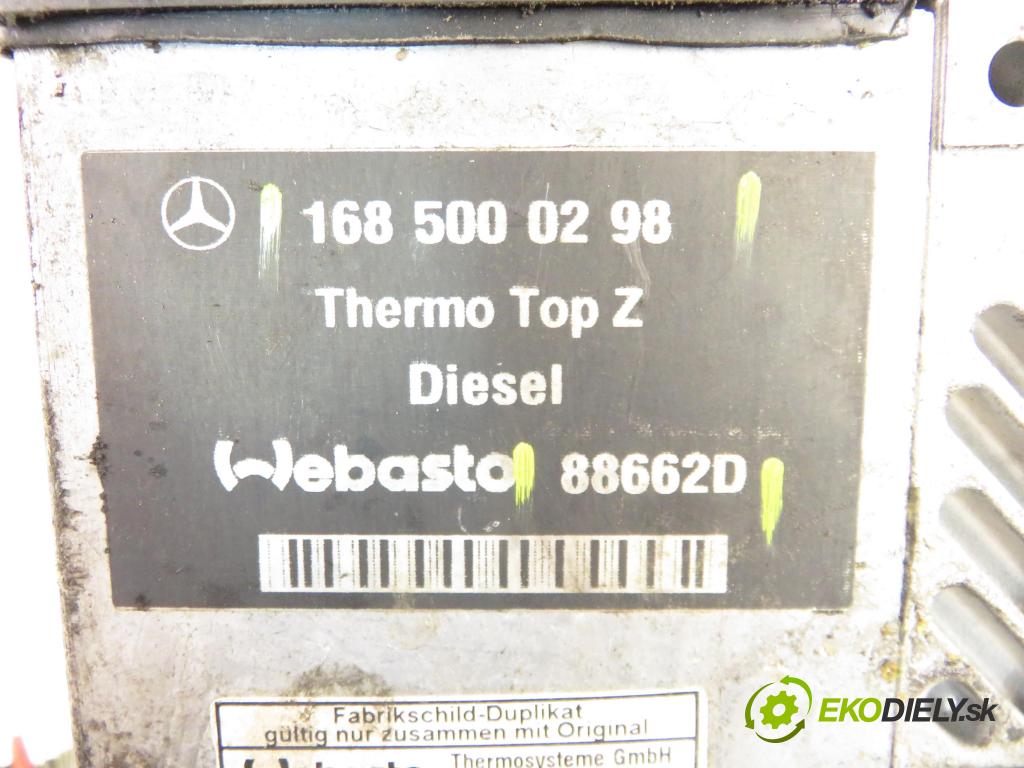 168 500 02 98
Thermo Top Z
Diesel
Webasto 88662D
Fabrikschild-Duplikat
gültig nur zusammen mit Original
Webasto Thermosysteme GmbH
EKODIELY.sk